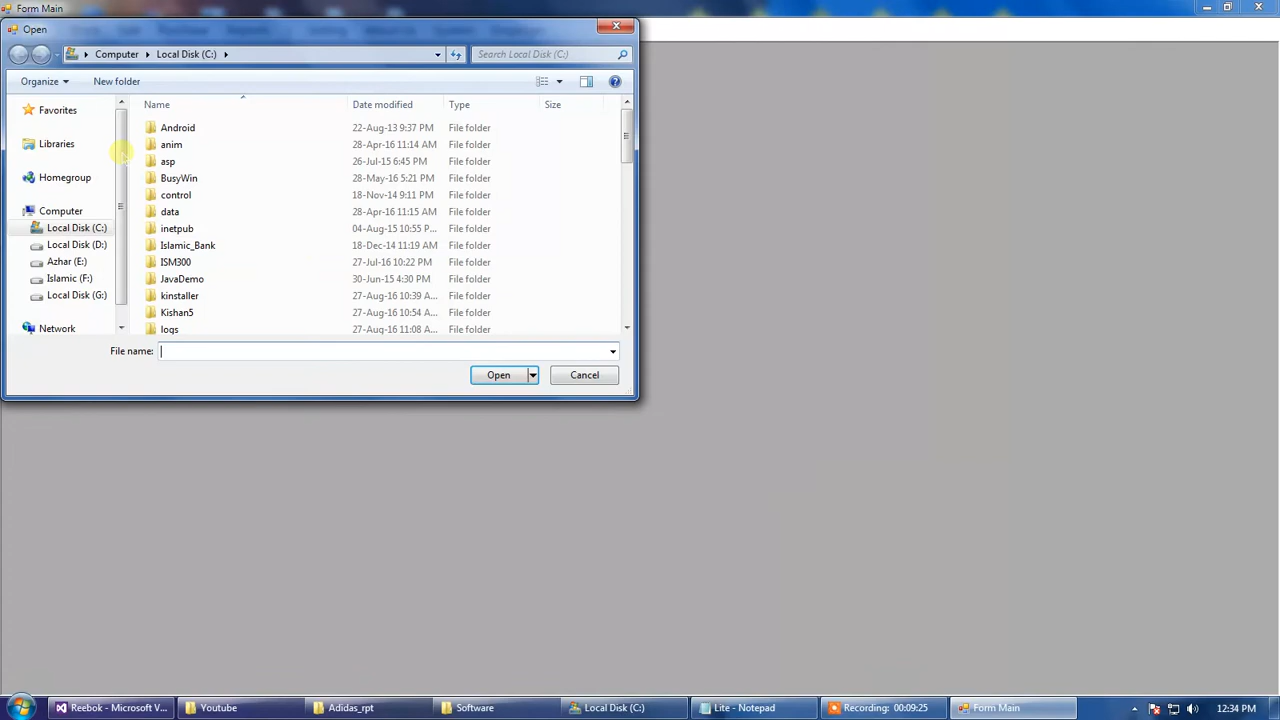 Form Main
Open
Computer Local Disk (C:)
Search Local Disk (C:)
Organize New folder
Favorites
Libraries
Homegroup
Computer
Local Disk (C:)
Local Disk (D:)
Azhar (E:)
Islamic (F:)
Local Disk (G:)
Network
Name Date modified Type Size
Android 22-Aug-13 9:37 PM File folder
anim 28-Apr-16 11:14 AM File folder
asp 26-Jul-15 6:45 PM File folder
BusyWin 28-May-16 5:21 PM File folder
control 18-Nov-14 9:11 PM File folder
data 28-Apr-16 11:15 AM File folder
inetpub 04-Aug-15 10:55 P... File folder
Islamic_Bank 18-Dec-14 11:19 AM File folder
ISM300 27-Jul-16 10:22 PM File folder
JavaDemo 30-Jun-15 4:30 PM File folder
kinstaller 27-Aug-16 10:39 A... File folder
Kishan5 27-Aug-16 10:54 A... File folder
logs 27-Aug-16 11:08 A... File folder
File name:
Open Cancel
Reebok - Microsoft V... Youtube Adidas_rpt Software Local Disk (C:) Lite - Notepad Recording: 00:09:25 Form Main 12:34 PM